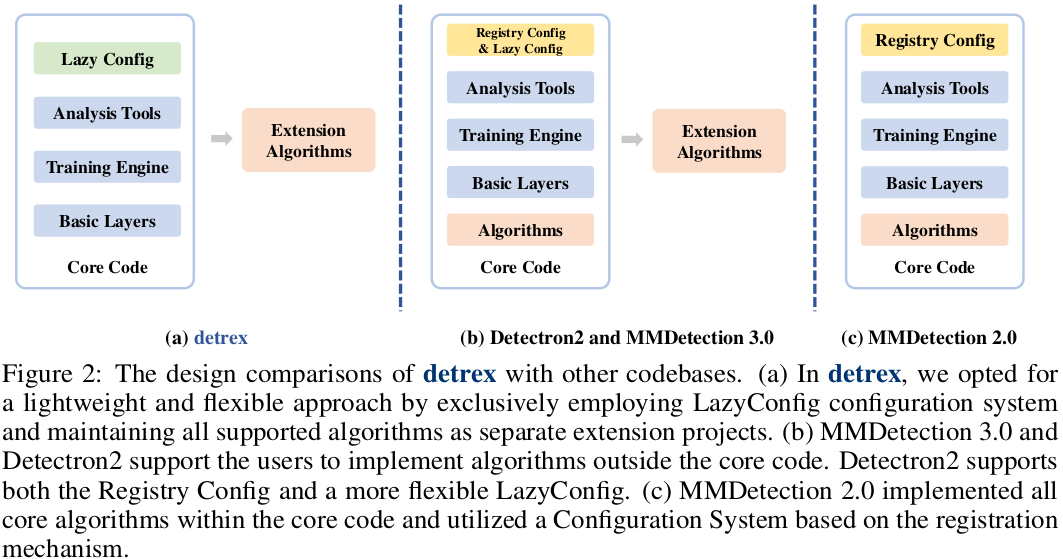 Lazy Config
Analysis Tools
Training Engine
Basic Layers
Core Code
Extension
Algorithms
(a) detrex
Registry Config
& Lazy Config
Analysis Tools
Training Engine
Basic Layers
Algorithms
Core Code
Extension
Algorithms
(b) Detectron2 and MMDetection 3.0
Registry Config
Analysis Tools
Training Engine
Basic Layers
Algorithms
Core Code
(c) MMDetection 2.0
Figure 2: The design comparisons of detrex with other codebases. (a) In detrex, we opted for
a lightweight and flexible approach by exclusively employing LazyConfig configuration system
and maintaining all supported algorithms as separate extension projects. (b) MMDetection 3.0 and
Detectron2 support the users to implement algorithms outside the core code. Detectron2 supports
both the Registry Config and a more flexible LazyConfig. (c) MMDetection 2.0 implemented all
core algorithms within the core code and utilized a Configuration System based on the registration
mechanism.